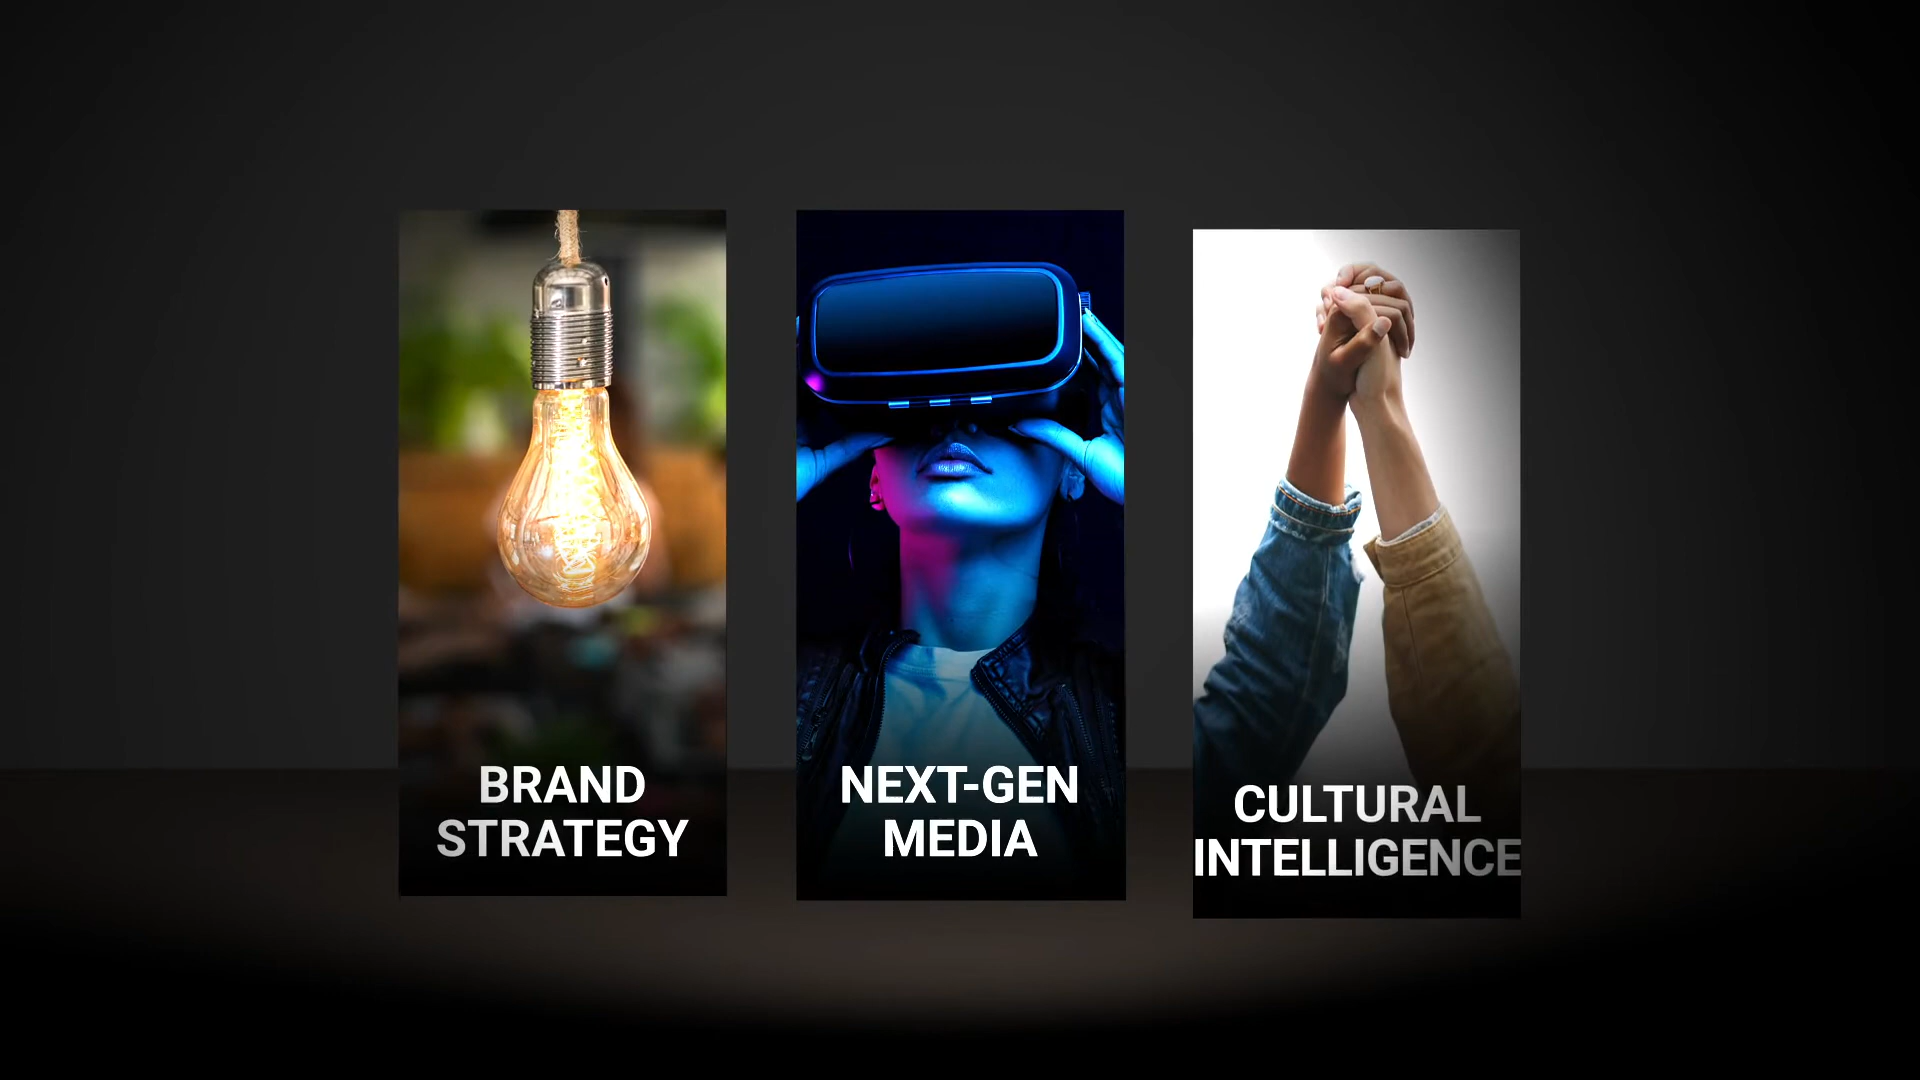 BRAND
STRATEGY
NEXT-GEN
MEDIA
CULTURAL
INTELLIGENCE